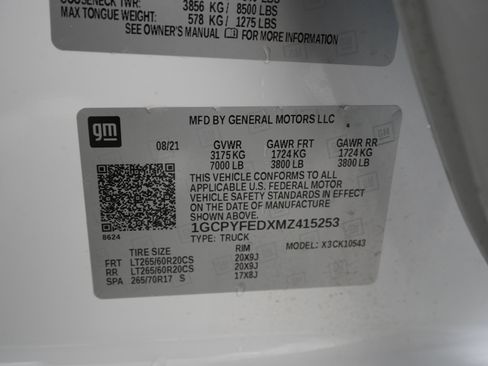 GOOSENECK TWR:
3856 KG / 8500 LBS
MAX TONGUE WEIGHT: 578 KG / 1275 LBS
SEE OWNER'S MANUAL FOR MORE INFORMATION
gm
MFD BY GENERAL MOTORS LLC
08/21 GVWR GAWR FRT GAWR RR
3175 KG 1724 KG 1724 KG
7000 LB 3800 LB 3800 LB
THIS VEHICLE CONFORMS TO ALL
APPLICABLE U.S. FEDERAL MOTOR
VEHICLE SAFETY STANDARDS IN EFFECT
ON THE DATE OF MANUFACTURE SHOWN
ABOVE.
1GCPYFEDXMZ415253
8624
TYPE: TRUCK MODEL: X3CK10543
TIRE SIZE RIM
FRT LT265/60R20CS 20X9J
RR LT265/60R20CS 20X9J
SPA 265/70R17 S 17X8J